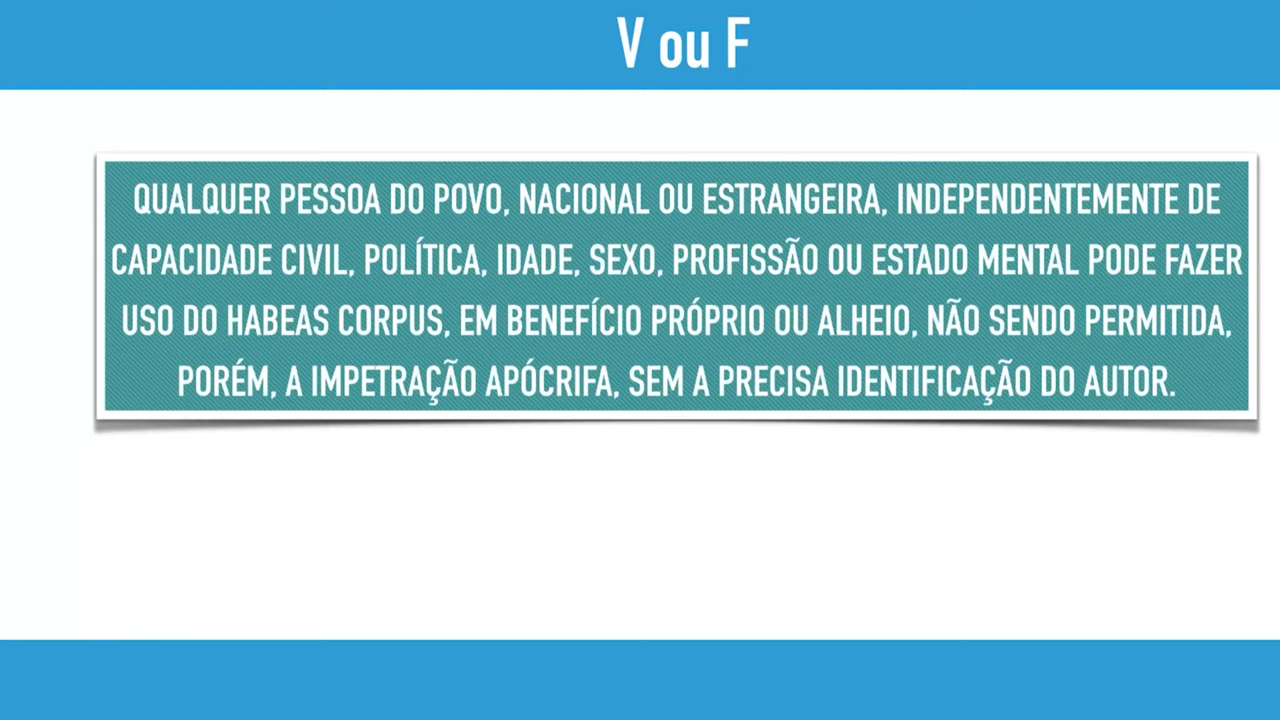 V ou F
QUALQUER PESSOA DO POVO, NACIONAL OU ESTRANGEIRA, INDEPENDENTEMENTE DE
CAPACIDADE CIVIL, POLÍTICA, IDADE, SEXO, PROFISSÃO OU ESTADO MENTAL PODE FAZER
USO DO HABEAS CORPUS, EM BENEFÍCIO PRÓPRIO OU ALHEIO, NÃO SENDO PERMITIDA,
PORÉM, A IMPETRAÇÃO APÓCRIFA, SEM A PRECISA IDENTIFICAÇÃO DO AUTOR.